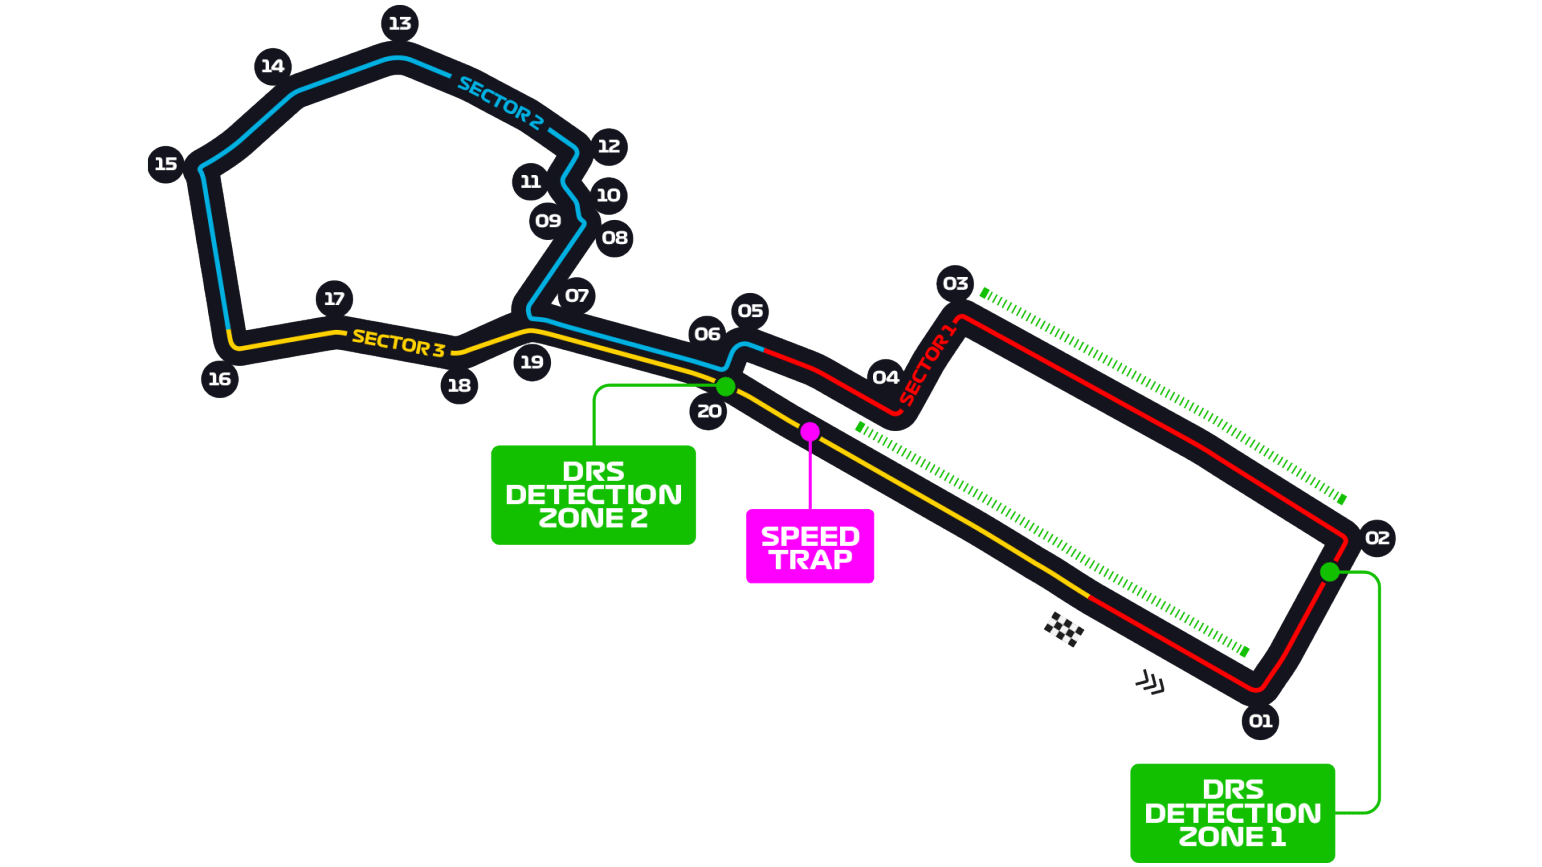 13
14
SECTOR 2
12
15
11
10
09
08
03
07
17
05
06
SECTOR 1
SECTOR 3
19
04
16
18
20
DRS
DETECTION
ZONE 2
SPEED
TRAP
02
01
DRS
DETECTION
ZONE 1